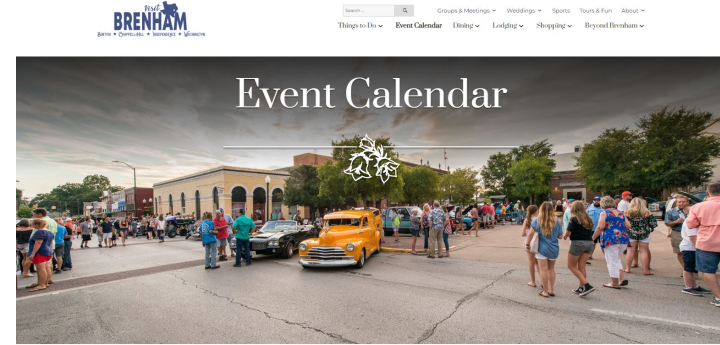 Visit
BRENHAM
BURTON ★ CHAPPELL HILL ★ INDEPENDENCE ★ WASHINGTON
Search...
Groups & Meetings
Weddings
Sports
Tours & Fun
About
Things to Do
Event Calendar
Dining
Lodging
Shopping
Beyond Brenham
Event Calendar